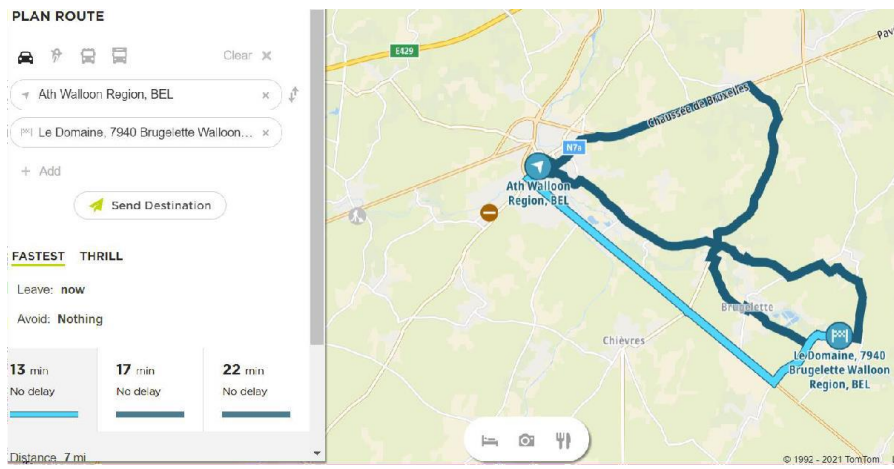 PLAN ROUTE
Clear ×
Ath Walloon Region, BEL ×
Le Domaine, 7940 Brugelette Walloon... ×
+ Add
Send Destination
FASTEST THRILL
Leave: now
Avoid: Nothing
13 min
No delay
17 min
No delay
22 min
No delay
Distance 7 mi
E429
Chaussée de Bruxelles
N7a
Ath Walloon
Region, BEL
Brugelette
Chièvres
Le Domaine, 7940
Brugelette Walloon
Region, BEL
© 1992 - 2021 TomTom.